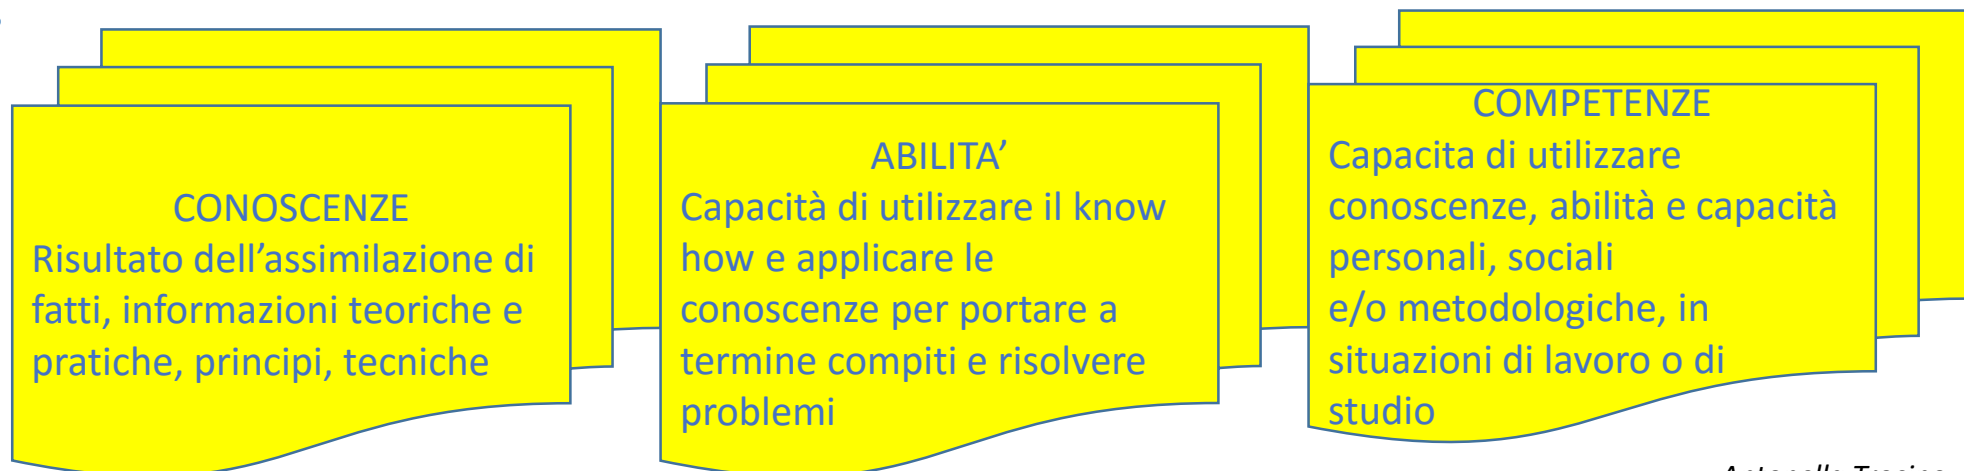 CONOSCENZE
Risultato dell’assimilazione di
fatti, informazioni teoriche e
pratiche, principi, tecniche
ABILITA’
Capacità di utilizzare il know
how e applicare le
conoscenze per portare a
termine compiti e risolvere
problemi
COMPETENZE
Capacita di utilizzare
conoscenze, abilità e capacità
personali, sociali
e/o metodologiche, in
situazioni di lavoro o di
studio